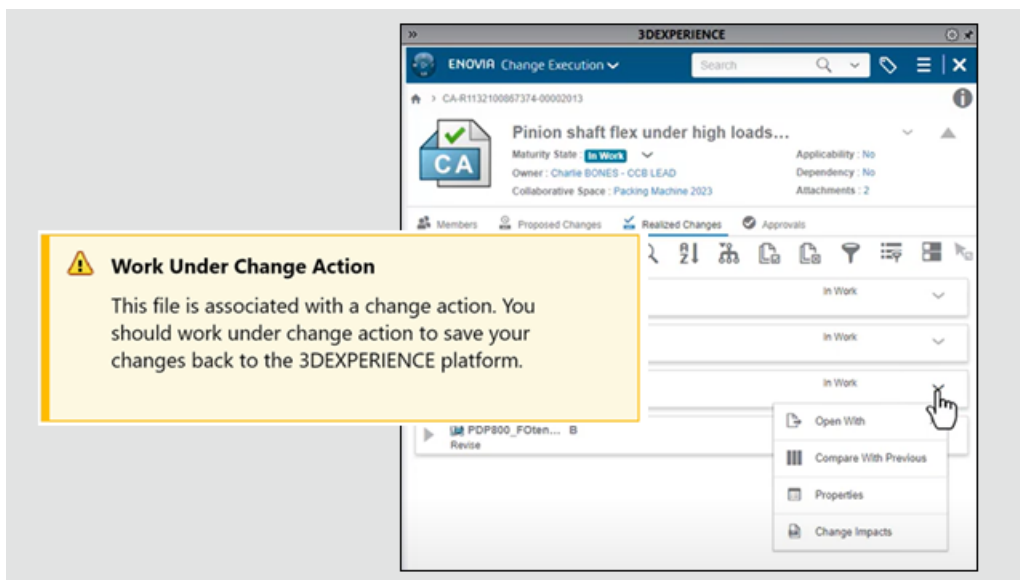 3DEXPERIENCE
ENOVIA Change Execution
Search
CA-R1132100867374-00002013
CA
Pinion shaft flex under high loads...
Maturity State : In Work
Applicability : No
Owner : Charlie BONES - CCB LEAD
Dependency : No
Collaborative Space : Packing Machine 2023
Attachments : 2
Members
Proposed Changes
Realized Changes
Approvals
Work Under Change Action
This file is associated with a change action. You
should work under change action to save your
changes back to the 3DEXPERIENCE platform.
In Work
In Work
In Work
PDP800_FOten... B
Revise
Open With
Compare With Previous
Properties
Change Impacts